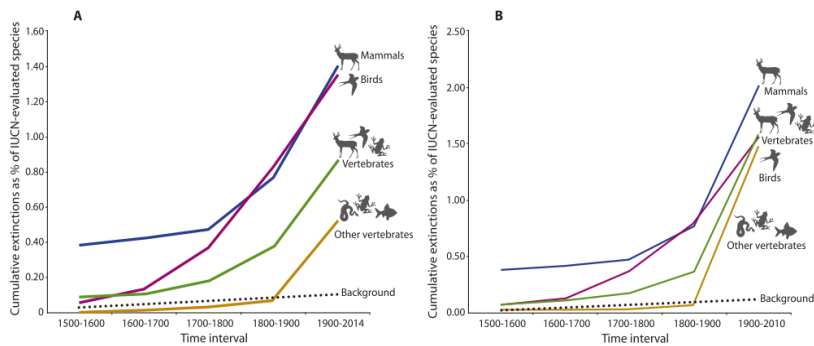 A
Cumulative extinctions as % of IUCN-evaluated species
1.60
1.40
1.20
1.00
0.80
0.60
0.40
0.20
0
Mammals
Birds
Vertebrates
Other vertebrates
Background
1500-1600
1600-1700
1700-1800
1800-1900
1900-2014
Time interval
B
Cumulative extinctions as % of IUCN-evaluated species
2.50
2.00
1.50
1.00
0.50
0.00
Mammals
Vertebrates
Birds
Other vertebrates
Background
1500-1600
1600-1700
1700-1800
1800-1900
1900-2010
Time interval